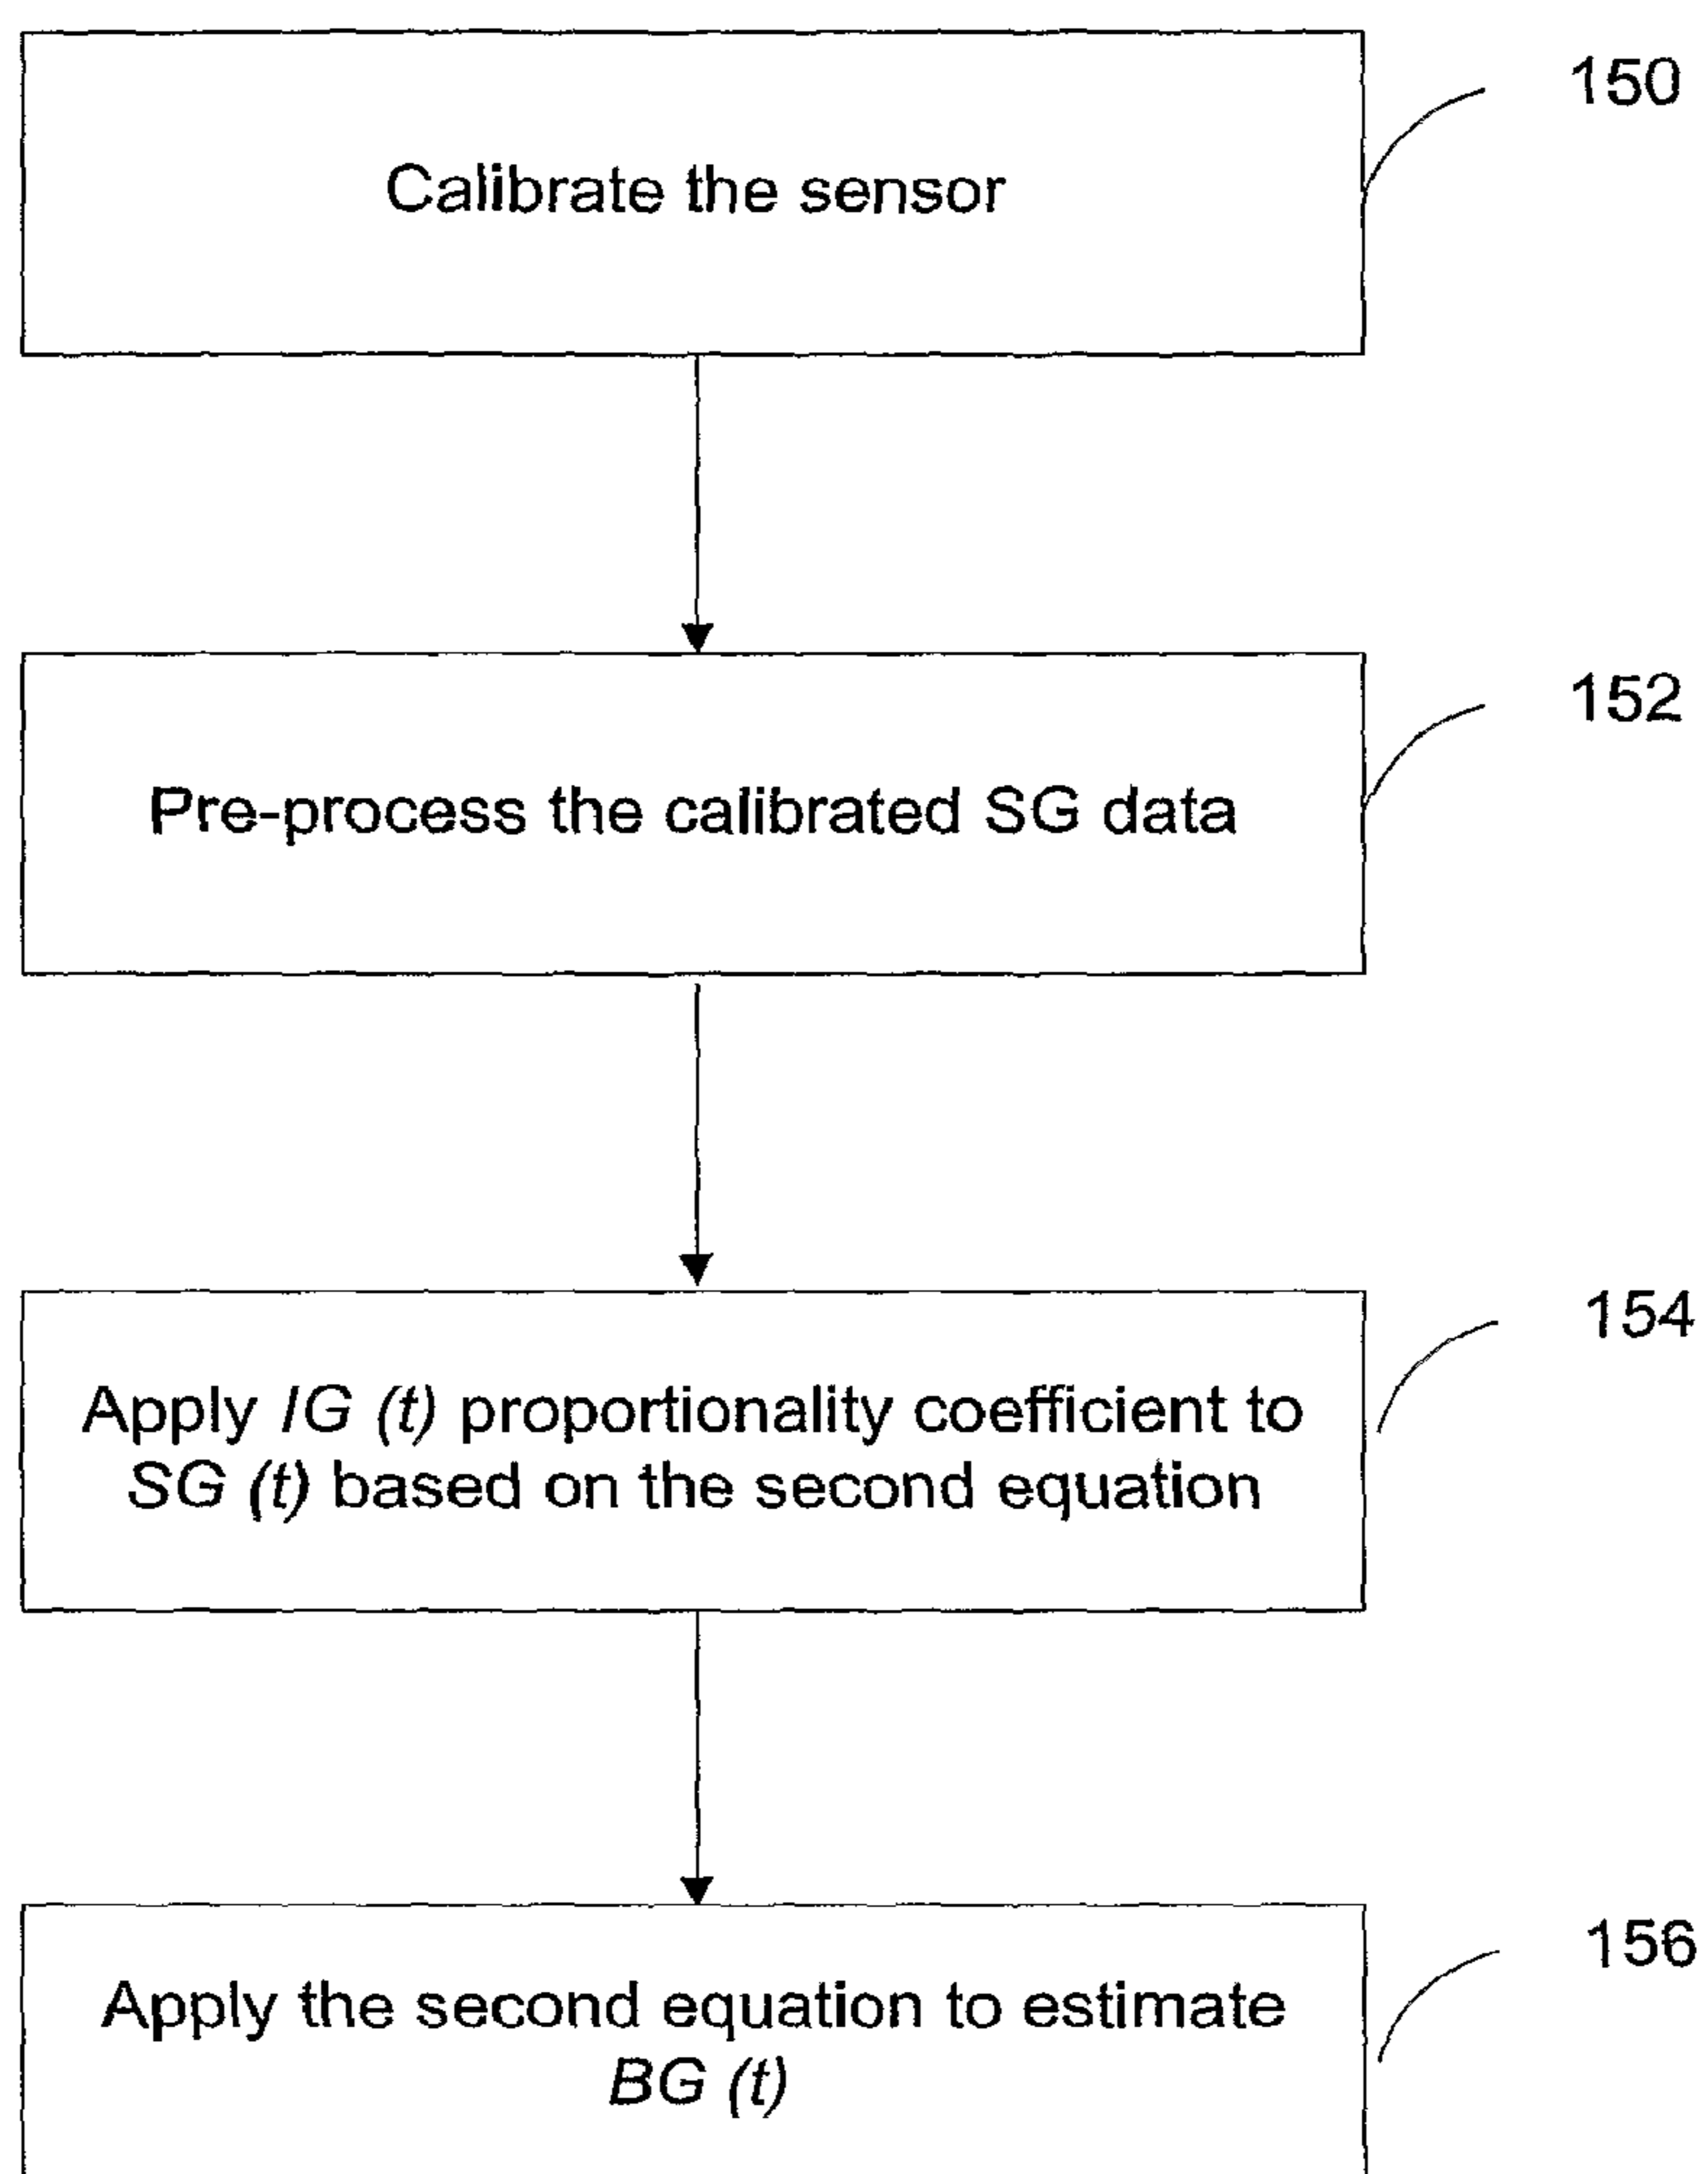 150
Calibrate the sensor
152
Pre-process the calibrated SG data
154
Apply IG (t) proportionality coefficient to
SG (t) based on the second equation
156
Apply the second equation to estimate
BG (t)